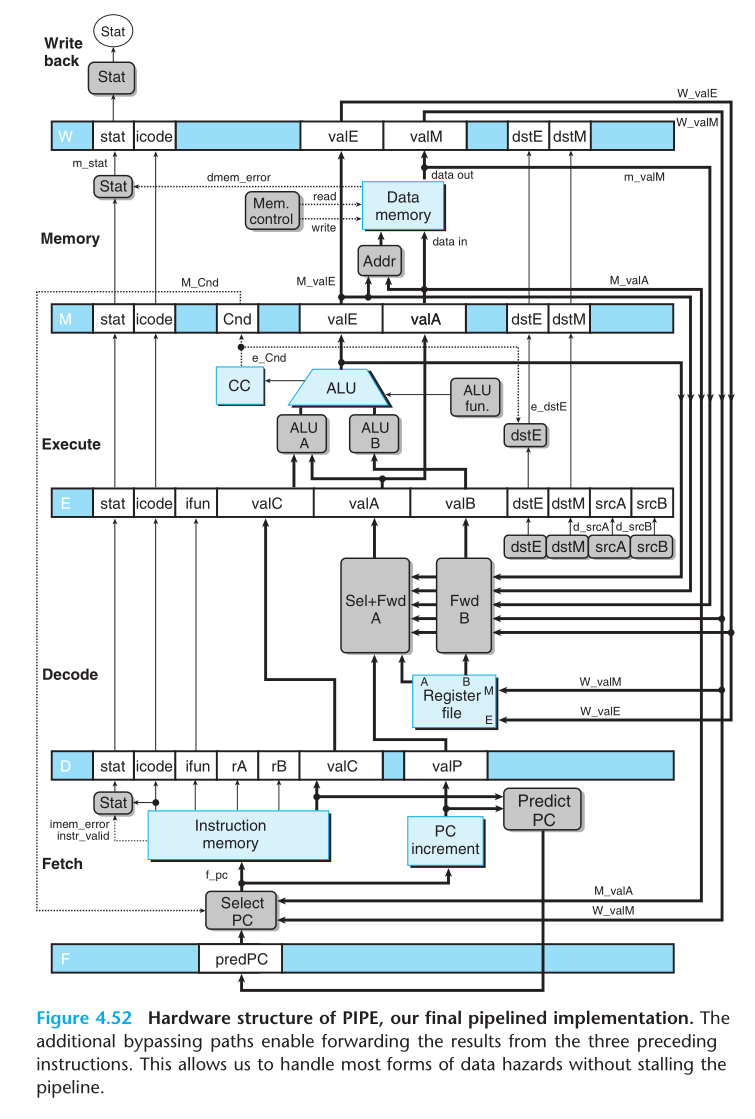 Stat
Write
back
Stat
W_valE
W stat icode valE valM dstE dstM
W_valM
m_stat
data out
m_valM
dmem_error
Stat
read
Mem.
control
write
Data
memory
Memory
data in
Addr
M_Cnd
M_valE
M_valA
M stat icode Cnd valE valA dstE dstM
e_Cnd
CC
ALU
ALU
fun.
e_dstE
ALU
A
ALU
B
dstE
Execute
E stat icode ifun valC valA valB dstE dstM srcA srcB
d_srcA d_srcB
dstE dstM srcA srcB
Sel+Fwd
A
Fwd
B
Decode
A B
Register
file
M
E
W_valM
W_valE
D stat icode ifun rA rB valC valP
Stat
imem_error
instr_valid
Instruction
memory
PC
increment
Predict
PC
Fetch
f_pc
Select
PC
M_valA
W_valM
F predPC
Figure 4.52 Hardware structure of PIPE, our final pipelined implementation. The
additional bypassing paths enable forwarding the results from the three preceding
instructions. This allows us to handle most forms of data hazards without stalling the
pipeline.